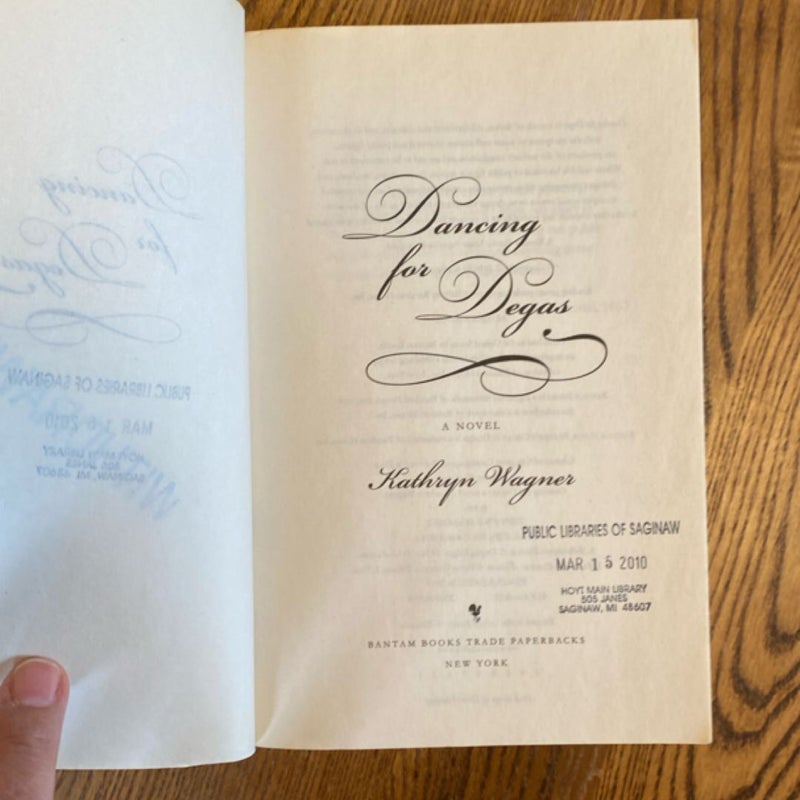 Dancing
for Degas
A NOVEL
Kathryn Wagner
PUBLIC LIBRARIES OF SAGINAW
MAR 15 2010
HOYT MAIN LIBRARY
505 JANES
SAGINAW, MI 48607
BANTAM BOOKS TRADE PAPERBACKS
NEW YORK